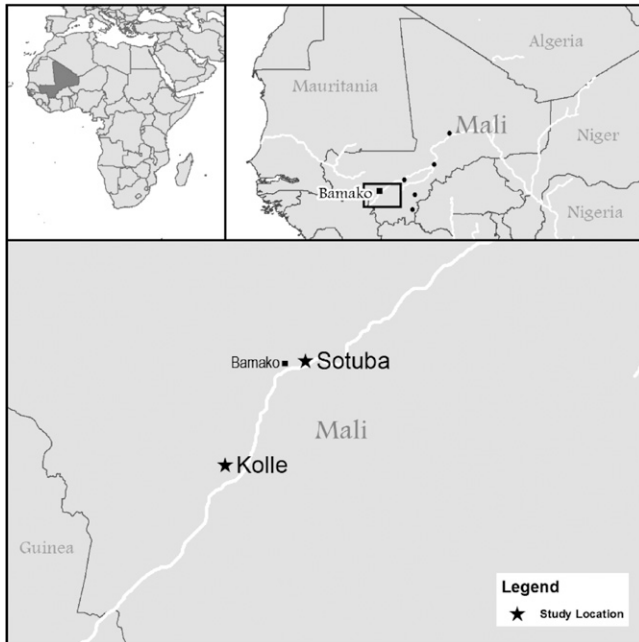 Algeria
Mauritania
Mali
Niger
Bamako
Nigeria
Bamako
Sotuba
Mali
Kolle
Guinea
Legend
Study Location